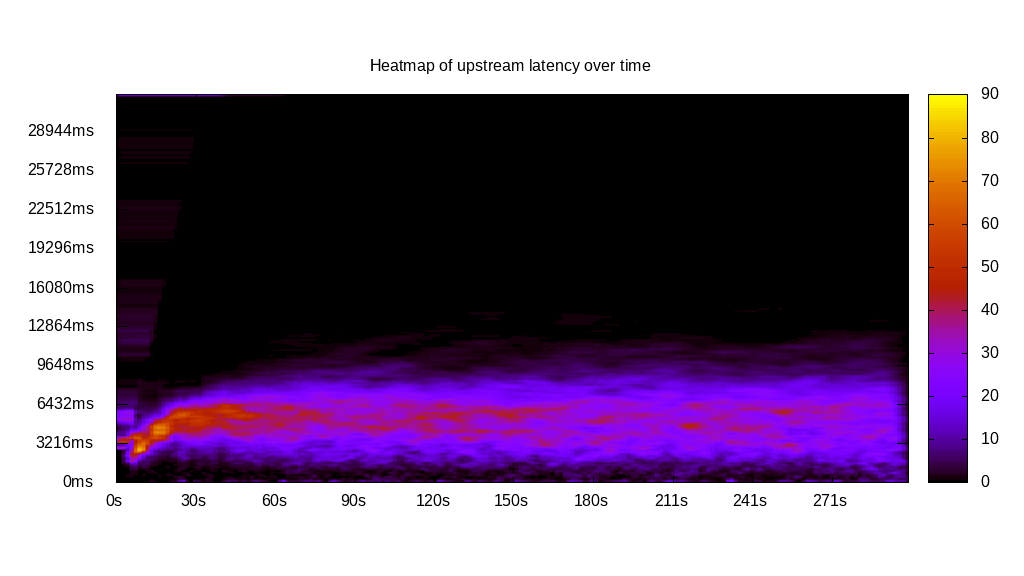 Heatmap of upstream latency over time
28944ms
25728ms
22512ms
19296ms
16080ms
12864ms
9648ms
6432ms
3216ms
0ms
0s 30s 60s 90s 120s 150s 180s 211s 241s 271s
90
80
70
60
50
40
30
20
10
0